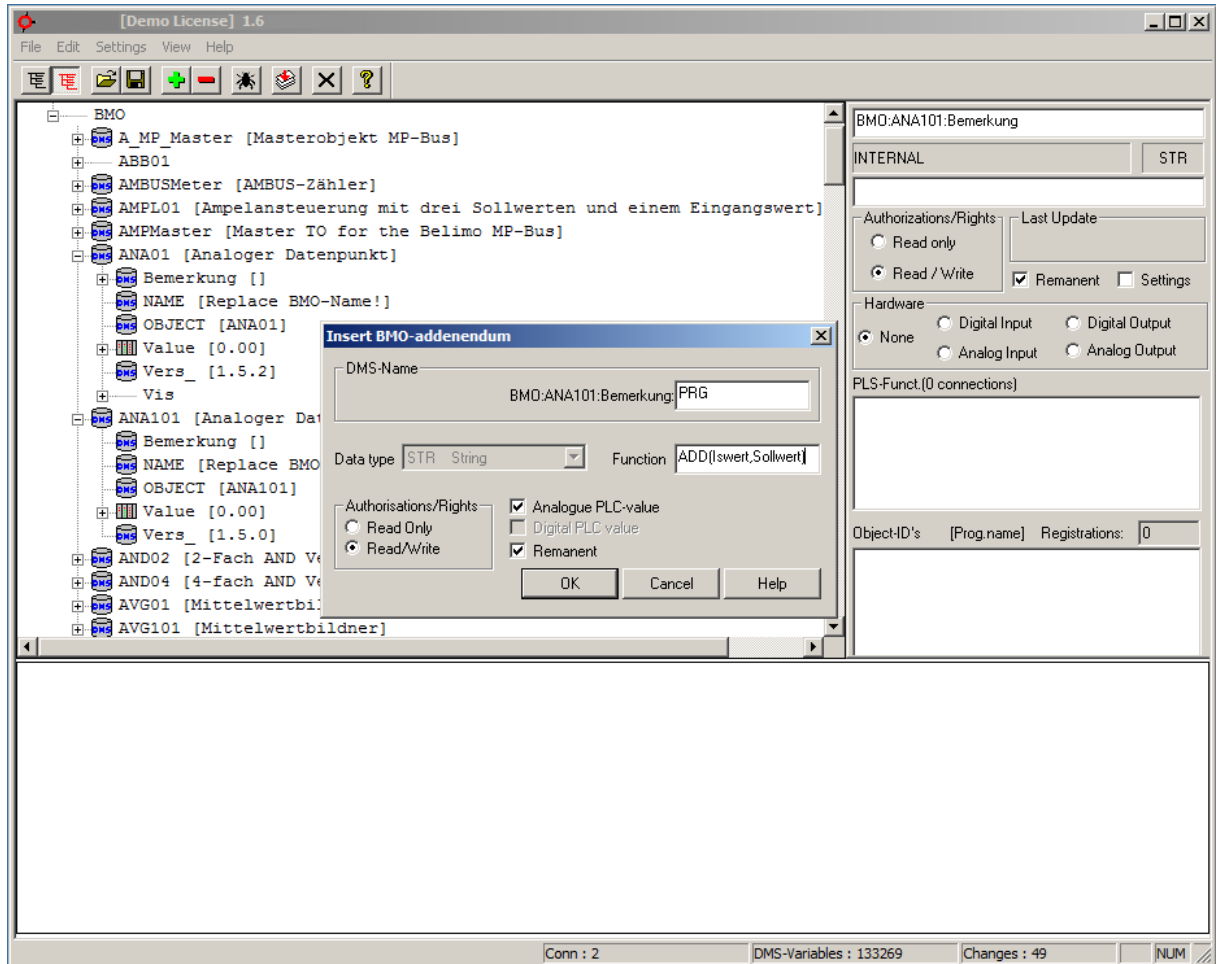 [Demo License] 1.6
File Edit Settings View Help
BMO
A_MP_Master [Masterobjekt MP-Bus]
ABB01
AMBUSMeter [AMBUS-Zähler]
AMPL01 [Ampelansteuerung mit drei Sollwerten und einem Eingangswert]
AMPMaster [Master TO for the Belimo MP-Bus]
ANA01 [Analoger Datenpunkt]
Bemerkung []
NAME [Replace BMO-Name!]
OBJECT [ANA01]
Value [0.00]
Vers_ [1.5.2]
Vis
ANA101 [Analoger Dat
Bemerkung []
NAME [Replace BMO
OBJECT [ANA101]
Value [0.00]
Vers_ [1.5.0]
AND02 [2-Fach AND Ve
AND04 [4-fach AND Ve
AVG01 [Mittelwertbil
AVG101 [Mittelwertbildner]
Insert BMO-addenendum
DMS-Name
BMO:ANA101:Bemerkung: PRG
Data type STR String Function ADD(Iswert,Sollwert)
Authorisations/Rights
Read Only
Read/Write
Analogue PLC-value
Digital PLC value
Remanent
OK Cancel Help
BMO:ANA101:Bemerkung
INTERNAL STR
Authorizations/Rights Last Update
Read only
Read / Write Remanent Settings
Hardware
None Digital Input Digital Output
Analog Input Analog Output
PLS-Funct.(0 connections)
Object-ID's [Prog.name] Registrations: 0
Conn : 2 DMS-Variables : 133269 Changes : 49 NUM